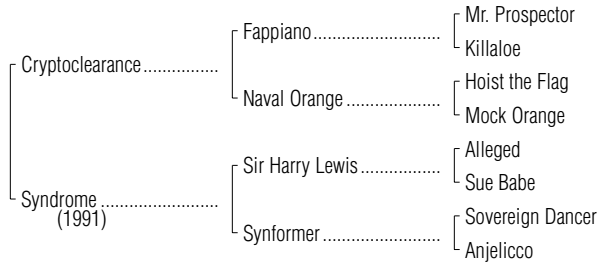 Mr. Prospector
Fappiano
Killaloe
Cryptoclearance
Hoist the Flag
Naval Orange
Mock Orange
Alleged
Sir Harry Lewis
Sue Babe
Syndrome
(1991)
Sovereign Dancer
Synformer
Anjelicco